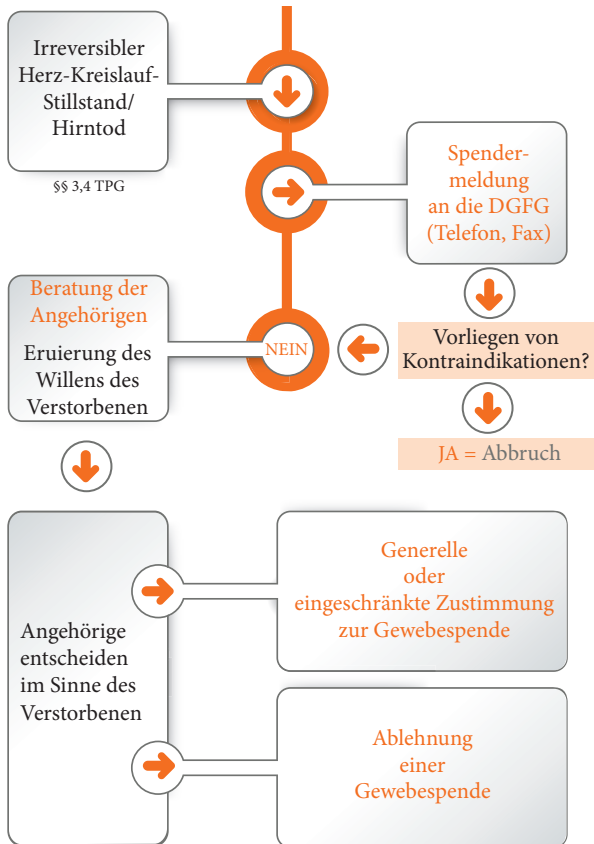 Irreversibler
Herz-Kreislauf-
Stillstand/
Hirntod
§§ 3,4 TPG
Spender-
meldung
an die DGFG
(Telefon, Fax)
Beratung der
Angehörigen
Eruierung des
Willens des
Verstorbenen
NEIN
Vorliegen von
Kontraindikationen?
JA = Abbruch
Angehörige
entscheiden
im Sinne des
Verstorbenen
Generelle
oder
eingeschränkte Zustimmung
zur Gewebespende
Ablehnung
einer
Gewebespende